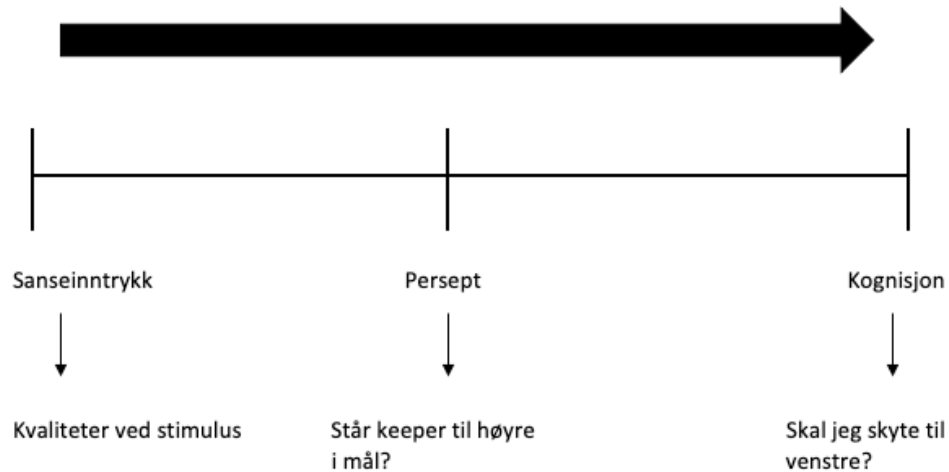 Sanseinntrykk
Persept
Kognisjon
Kvaliteter ved stimulus
Står keeper til høyre
i mål?
Skal jeg skyte til
venstre?